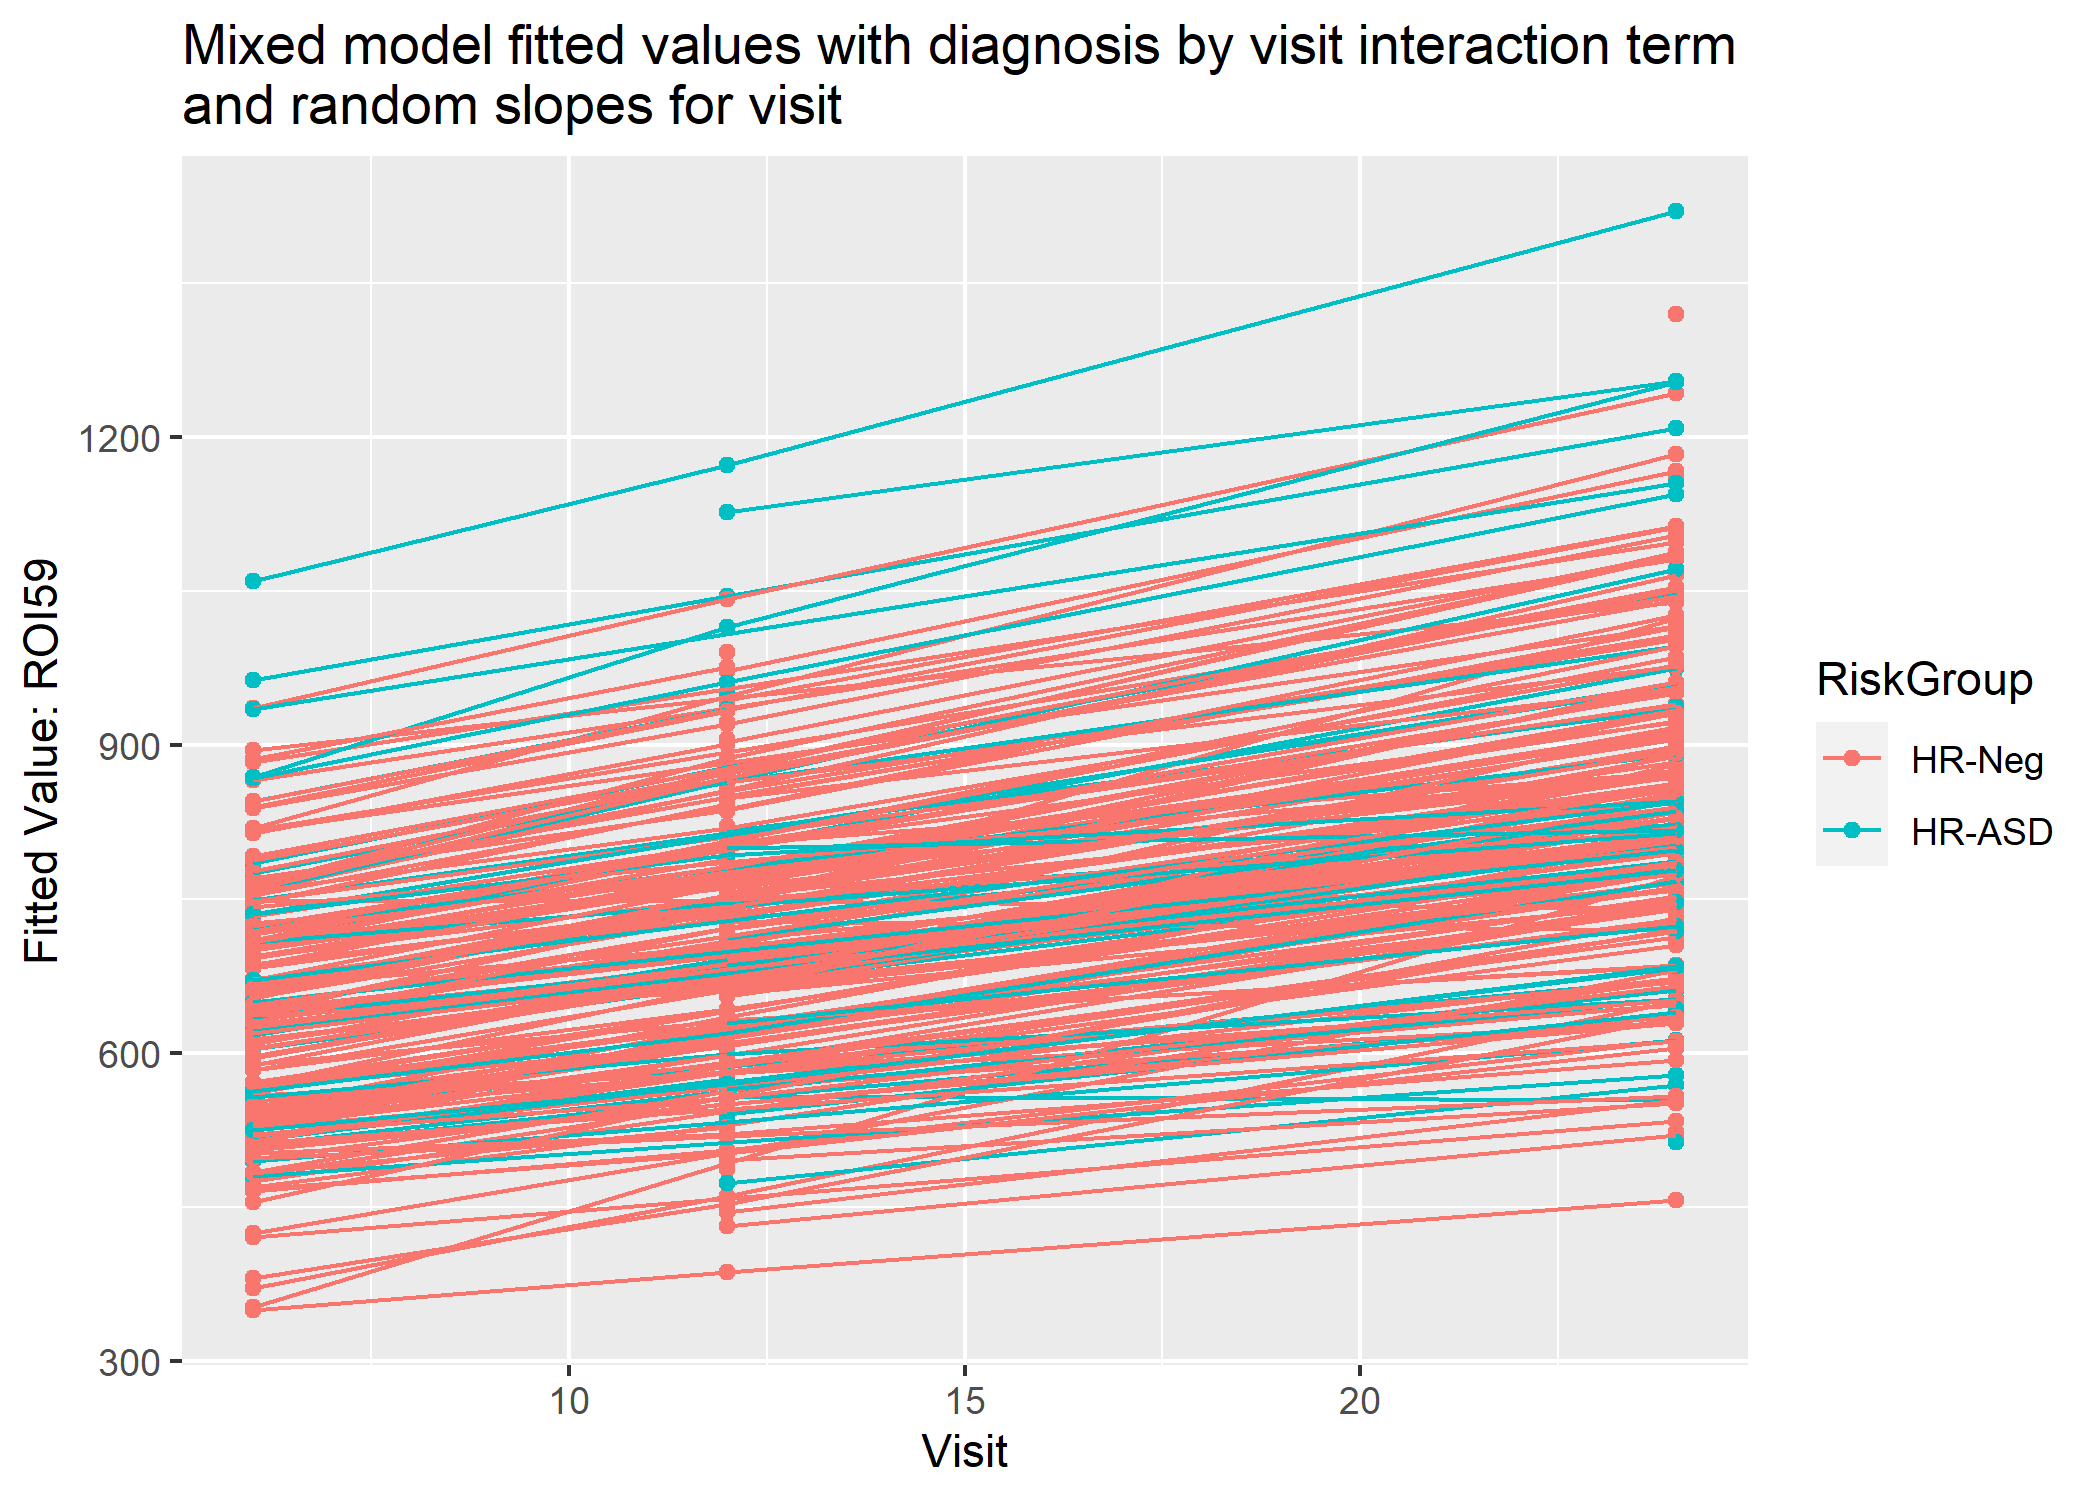 Mixed model fitted values with diagnosis by visit interaction term
and random slopes for visit
Fittted Value: ROI59
1200
900
600
300
10
15
20
Visit
RiskGroup
HR-Neg
HR-ASD